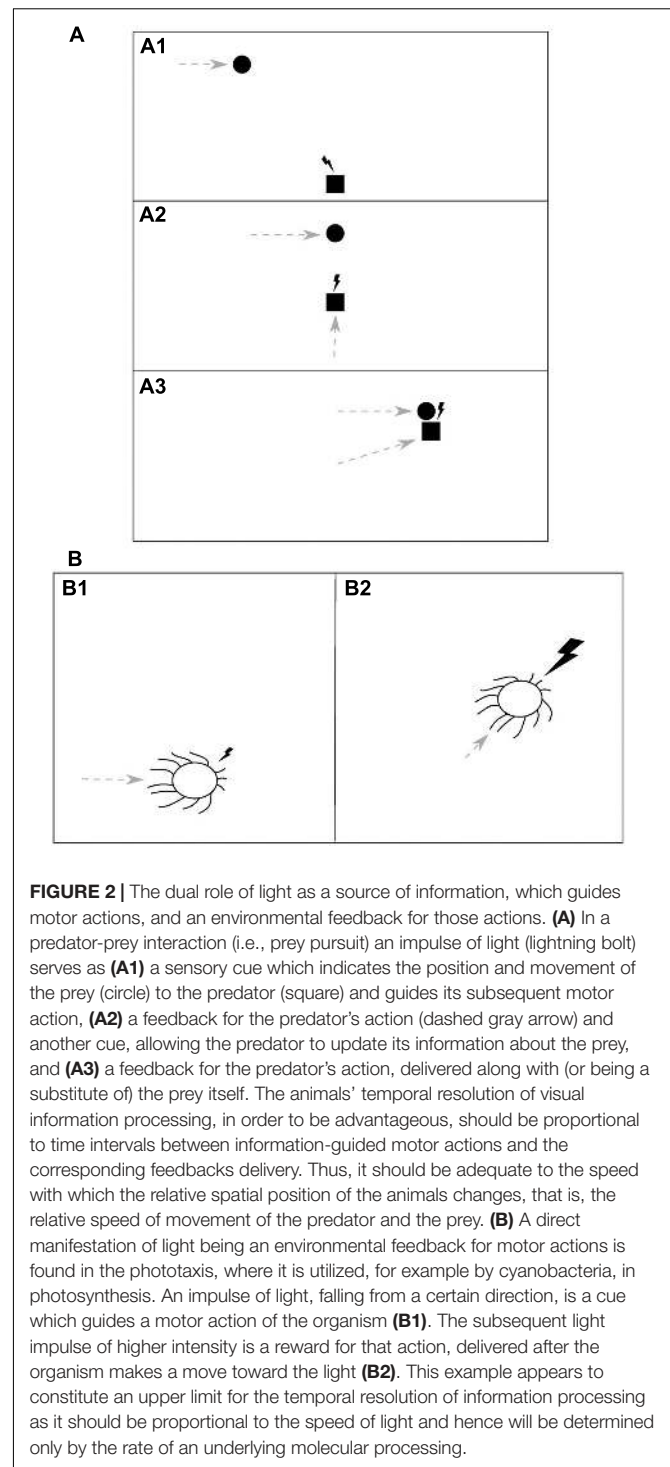 A
A1
A2
A3
B
B1
B2
FIGURE 2 | The dual role of light as a source of information, which guides
motor actions, and an environmental feedback for those actions. (A) In a
predator-prey interaction (i.e., prey pursuit) an impulse of light (lightning bolt)
serves as (A1) a sensory cue which indicates the position and movement of
the prey (circle) to the predator (square) and guides its subsequent motor
action, (A2) a feedback for the predator's action (dashed gray arrow) and
another cue, allowing the predator to update its information about the prey,
and (A3) a feedback for the predator's action, delivered along with (or being a
substitute of) the prey itself. The animals' temporal resolution of visual
information processing, in order to be advantageous, should be proportional
to time intervals between information-guided motor actions and the
corresponding feedbacks delivery. Thus, it should be adequate to the speed
with which the relative spatial position of the animals changes, that is, the
relative speed of movement of the predator and the prey. (B) A direct
manifestation of light being an environmental feedback for motor actions is
found in the phototaxis, where it is utilized, for example by cyanobacteria, in
photosynthesis. An impulse of light, falling from a certain direction, is a cue
which guides a motor action of the organism (B1). The subsequent light
impulse of higher intensity is a reward for that action, delivered after the
organism makes a move toward the light (B2). This example appears to
constitute an upper limit for the temporal resolution of information processing
as it should be proportional to the speed of light and hence will be determined
only by the rate of an underlying molecular processing.